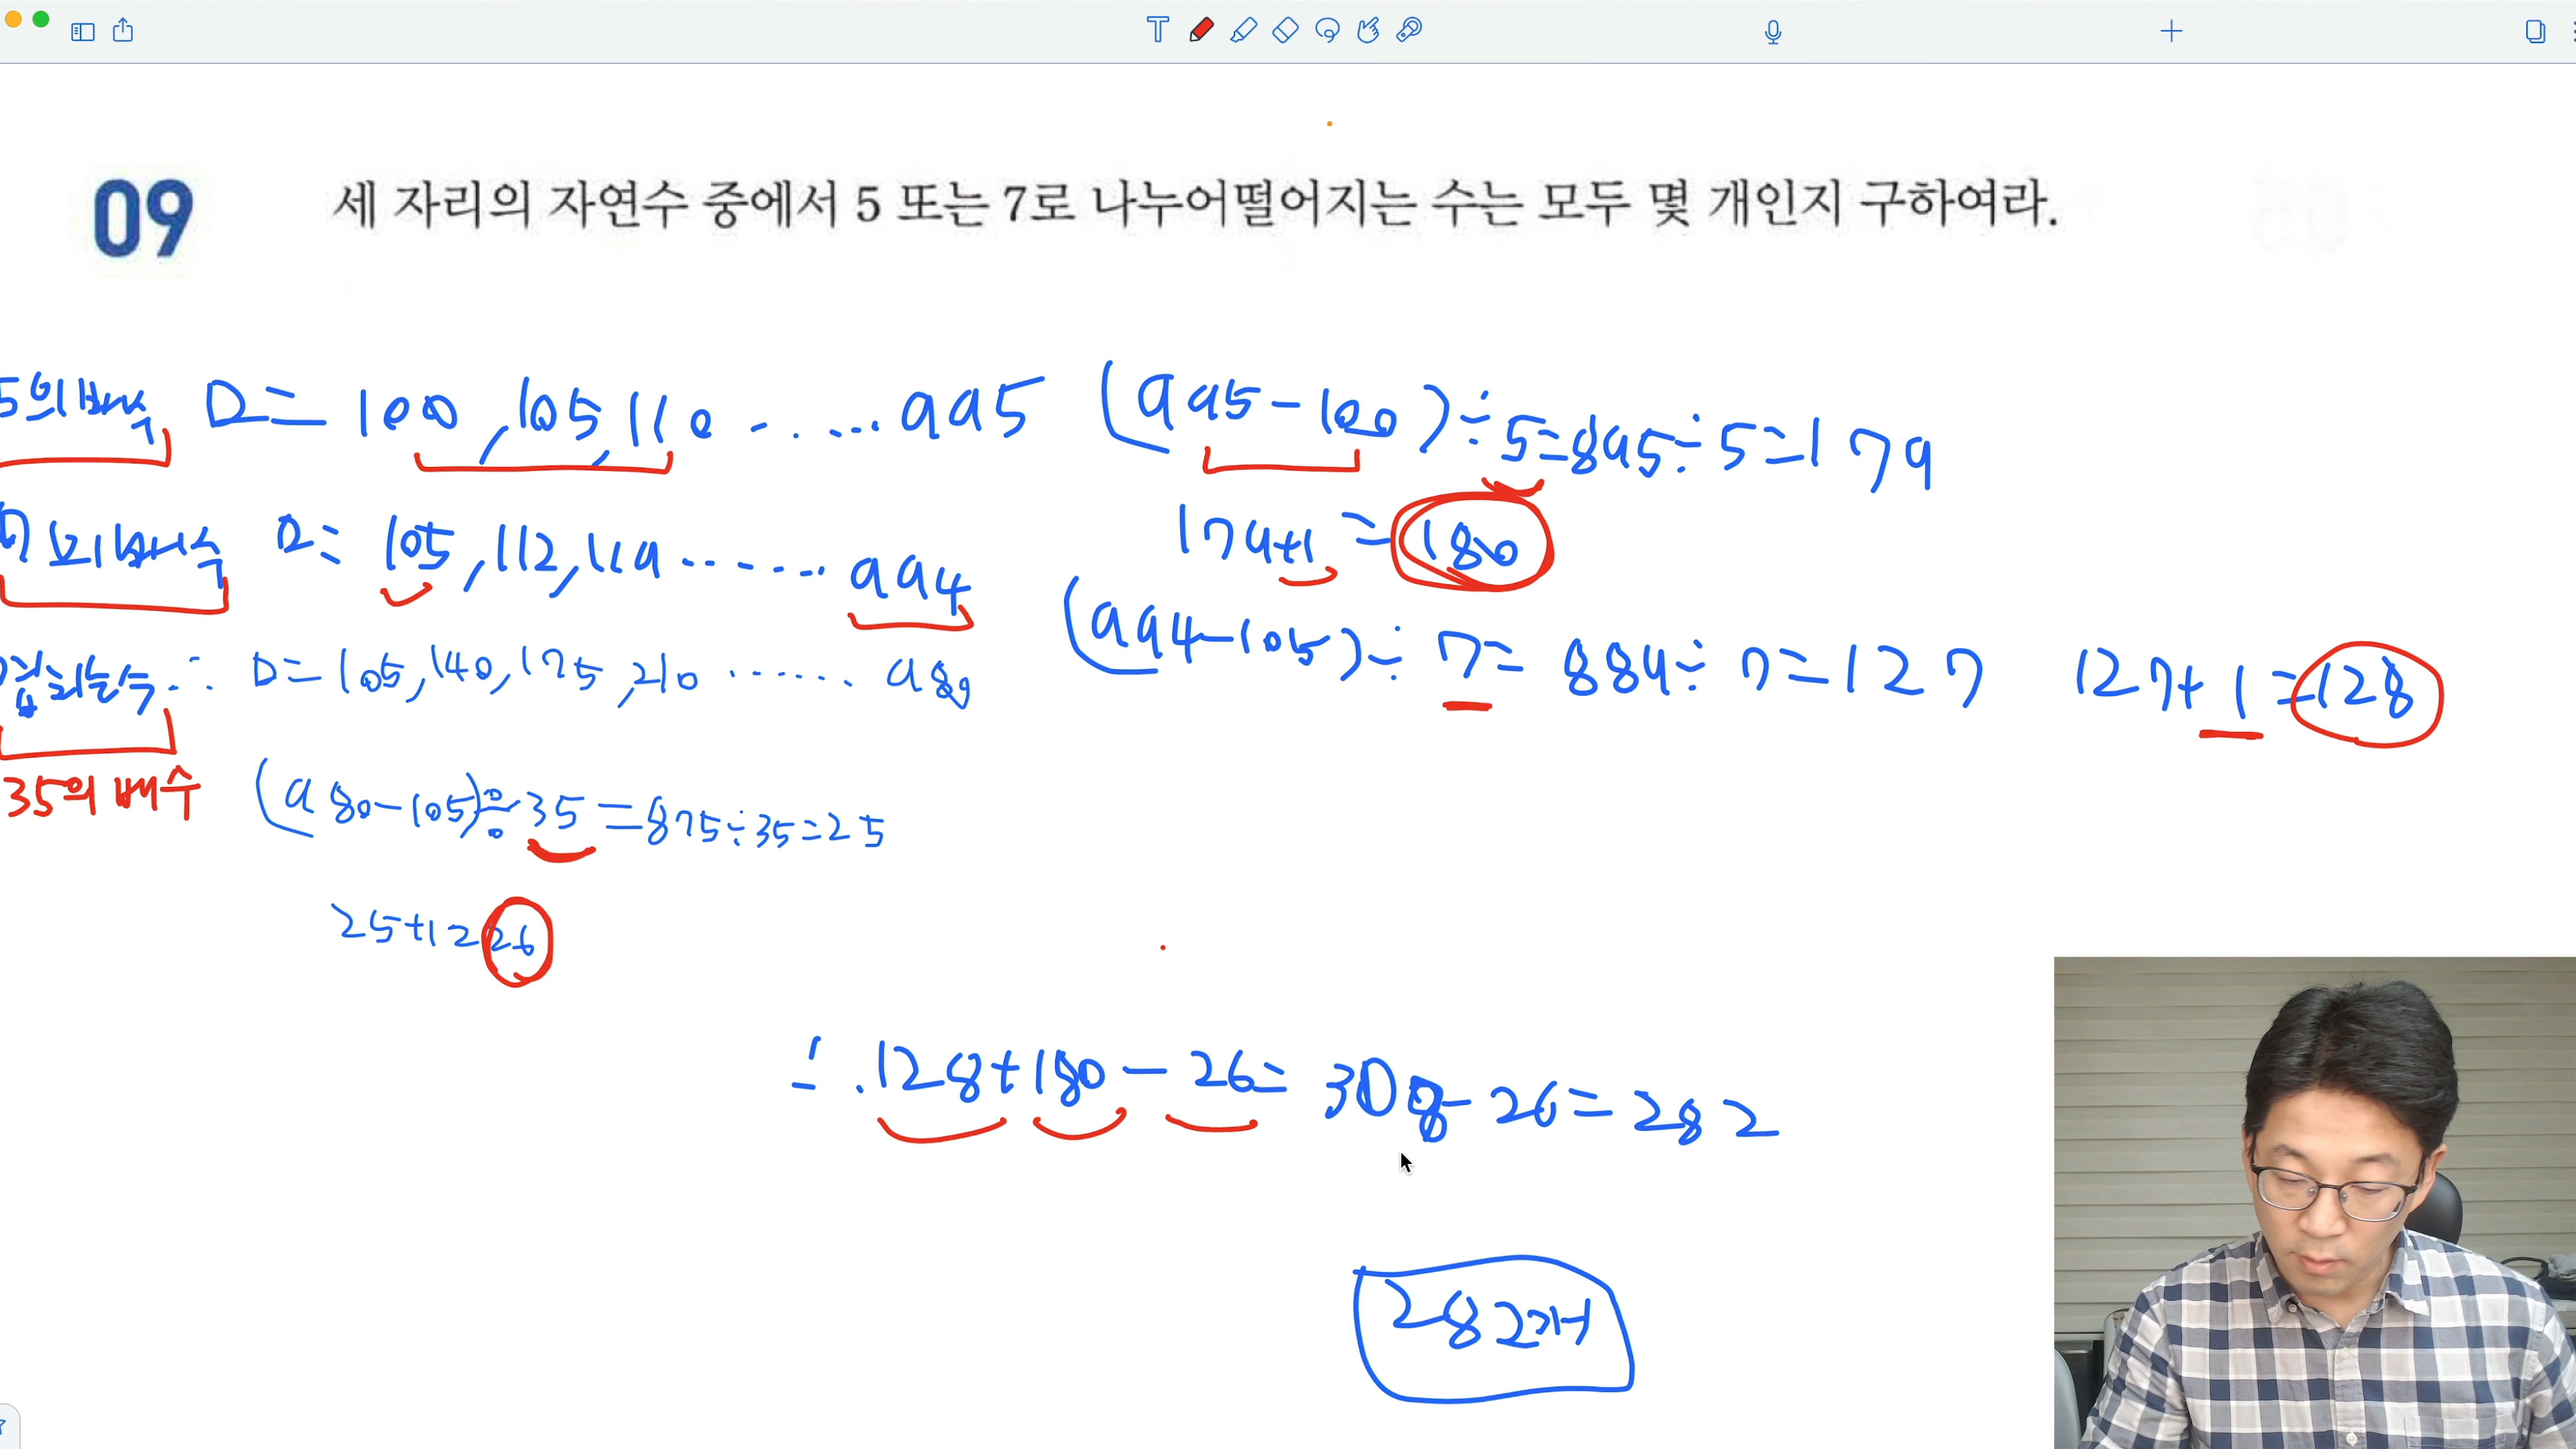 09 세 자리의 자연수 중에서 5 또는 7로 나누어떨어지는 수는 모두 몇 개인지 구하여라.
5의 배수 D= 100, 105, 110 ...... 995 (995-100)÷5=895÷5=179
179+1=180
7의 배수 D= 105, 112, 119 ...... 994 (994-105)÷7=889÷7=127 127+1=128
D=105, 140, 175, 210 ...... 980
35의 배수 (980-105)÷35=875÷35=25
25+1=26
∴ 128+180-26=308-26=282
282개